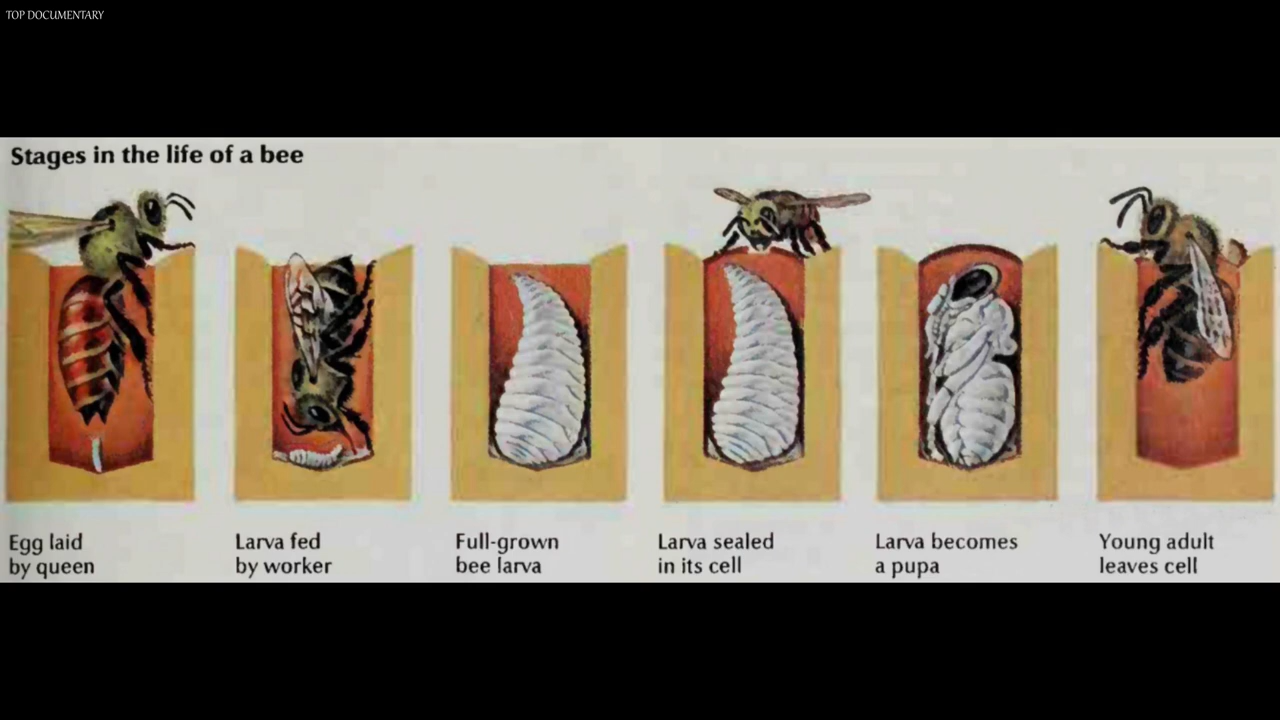 TOP DOCUMENTARY
Stages in the life of a bee
Egg laid
by queen
Larva fed
by worker
Full-grown
bee larva
Larva sealed
in its cell
Larva becomes
a pupa
Young adult
leaves cell